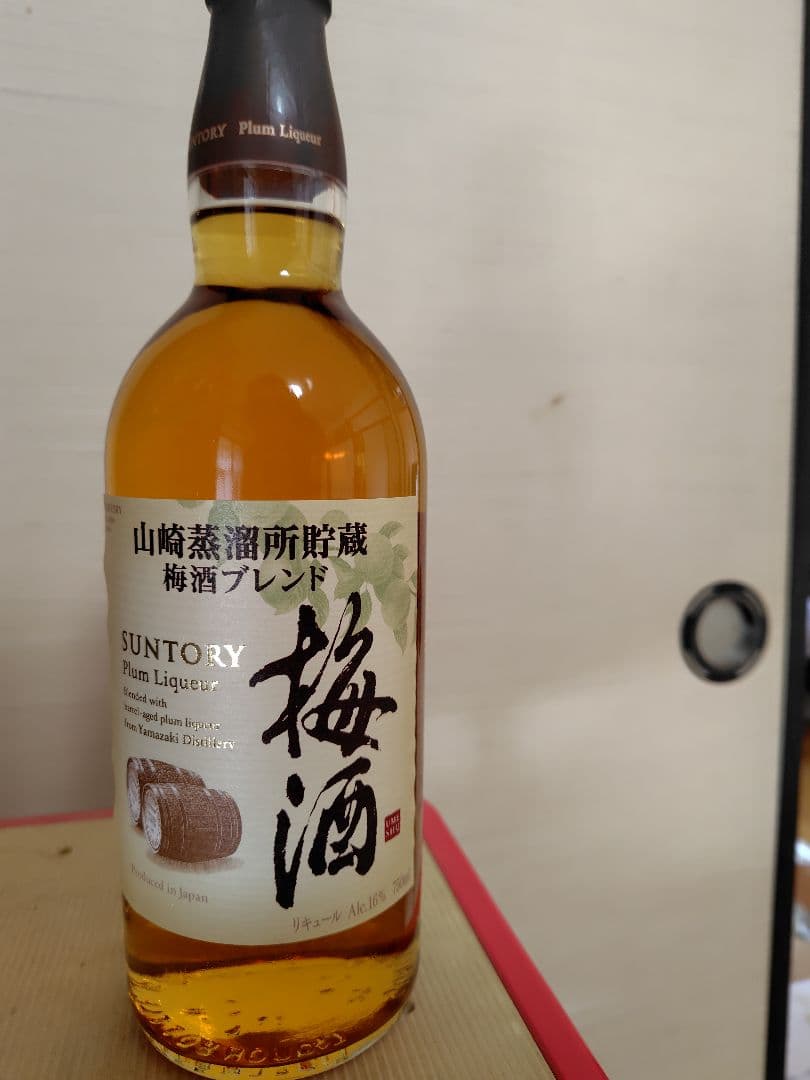 Plum Liqueur
山崎蒸溜所貯蔵
梅酒ブレンド
SUNTORY
Plum Liqueur
Blended with
barrel-aged plum liqueur
from Yamazaki Distillery
梅酒
Produced in Japan
リキュール Alc.16% 750ml